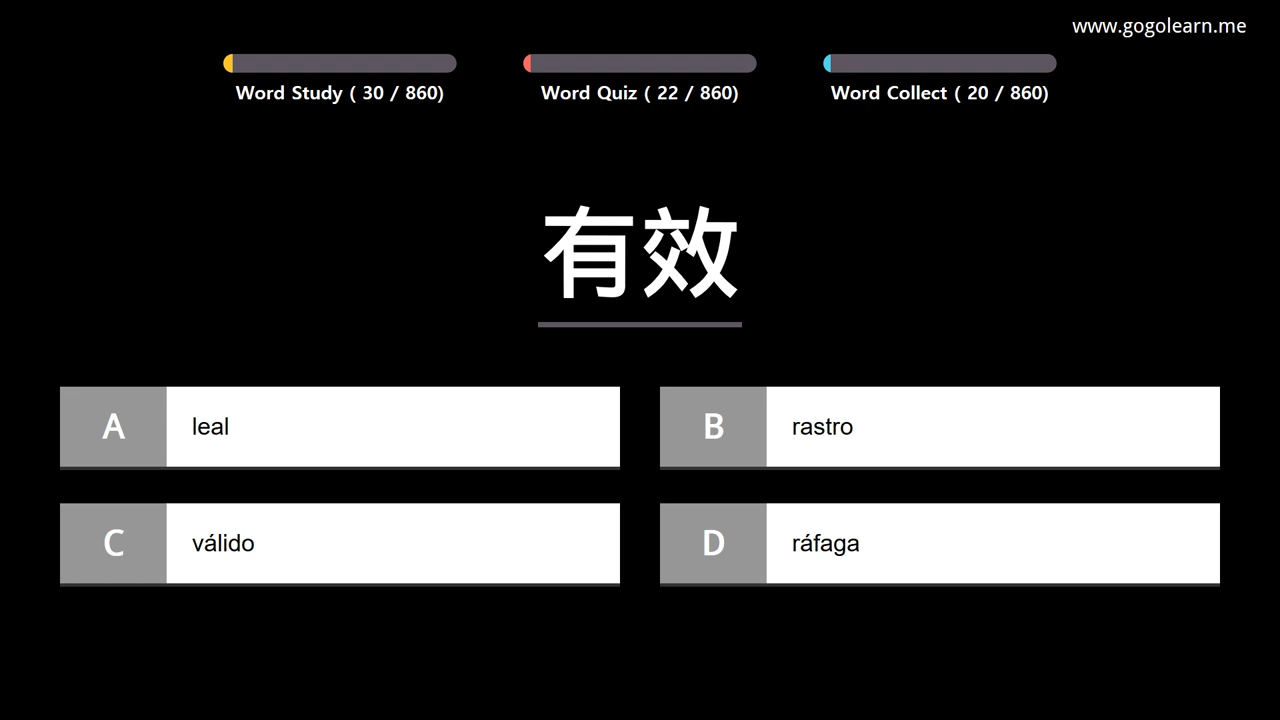 www.gogolearn.me
Word Study ( 30 / 860)
Word Quiz ( 22 / 860)
Word Collect ( 20 / 860)
有效
A leal
B rastro
C válido
D ráfaga